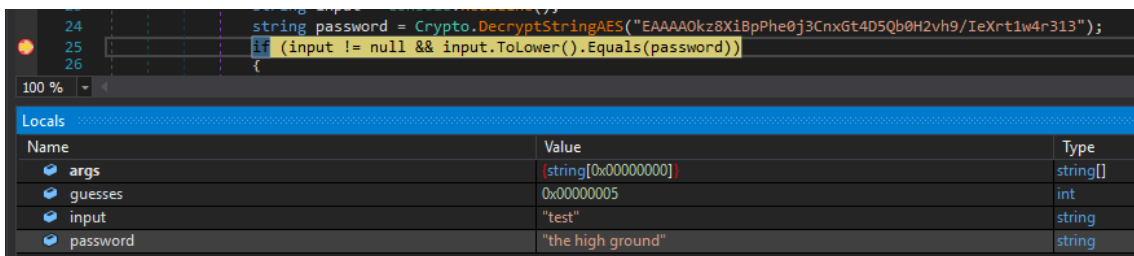 24 string password = Crypto.DecryptStringAES("EAAAAOkz8XiBpPhe0j3CnxGt4D5Qb0H2vh9/IeXrt1w4r313");
25 if (input != null && input.ToLower().Equals(password))
26 {
100 %
Locals
Name Value Type
args {string[0x00000000]} string[]
guesses 0x00000005 int
input "test" string
password "the high ground" string